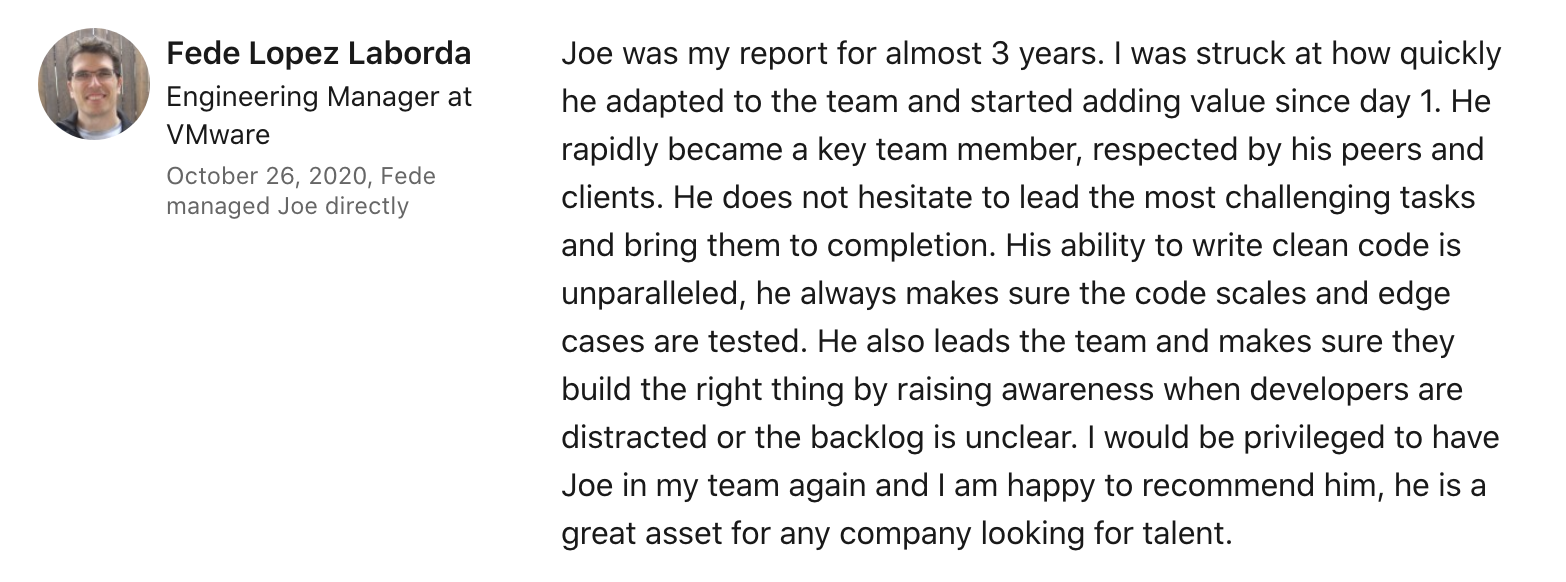 Fede Lopez Laborda
Engineering Manager at
VMware
October 26, 2020, Fede
managed Joe directly
Joe was my report for almost 3 years. I was struck at how quickly
he adapted to the team and started adding value since day 1. He
rapidly became a key team member, respected by his peers and
clients. He does not hesitate to lead the most challenging tasks
and bring them to completion. His ability to write clean code is
unparalleled, he always makes sure the code scales and edge
cases are tested. He also leads the team and makes sure they
build the right thing by raising awareness when developers are
distracted or the backlog is unclear. I would be privileged to have
Joe in my team again and I am happy to recommend him, he is a
great asset for any company looking for talent.